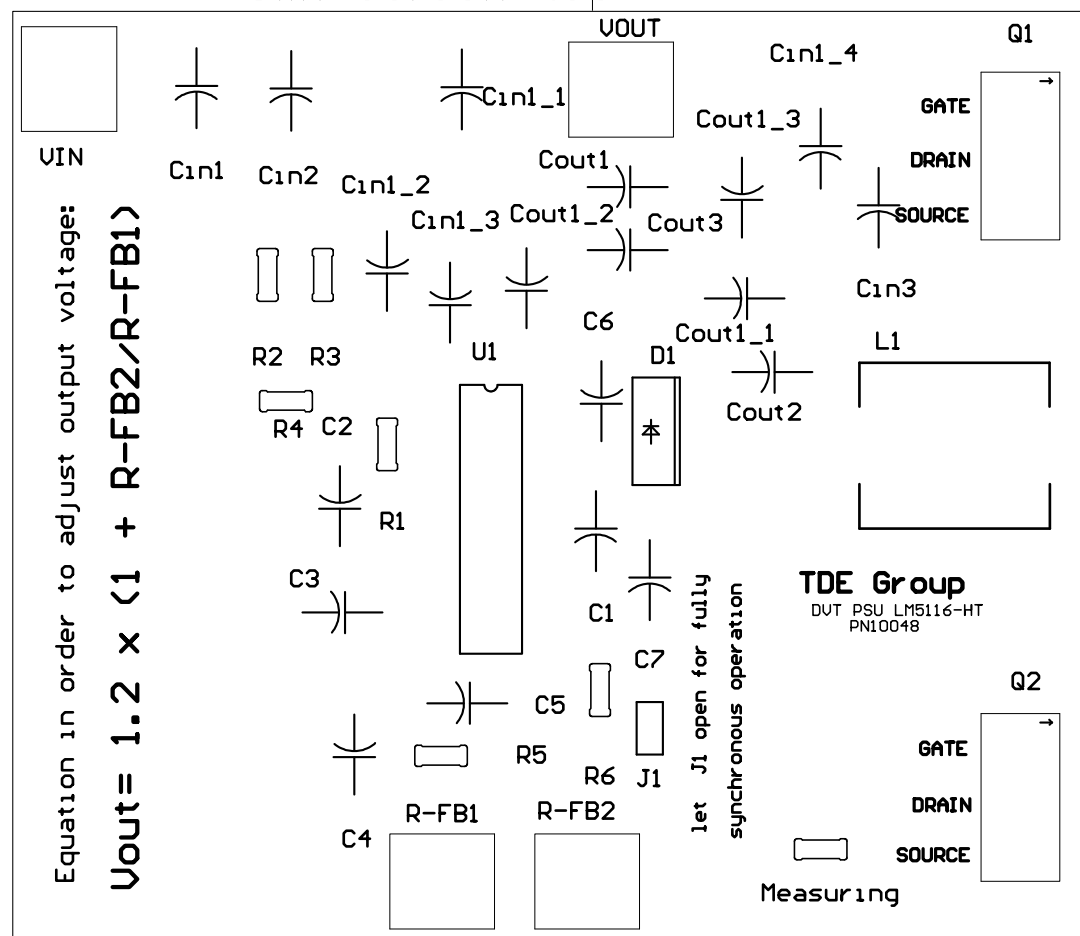 VOUT
Q1
Cin1_4
Cin1_1
GATE
Cout1_3
VIN
Cin1
Cin2
Cout1
DRAIN
Cin1_2
Cin1_3
Cout1_2
Cout3
SOURCE
Cin3
C6
Cout1_1
U1
D1
L1
R2
R3
Cout2
R4
C2
R1
C3
C1
TDE Group
DVT PSU LM5116-HT
PN10048
C7
Q2
C5
R5
R6
J1
GATE
DRAIN
R-FB1
R-FB2
C4
SOURCE
Measuring
Equation in order to adjust output voltage:
Vout= 1.2 x (1 + R-FB2/R-FB1)
let J1 open for fully
synchronous operation